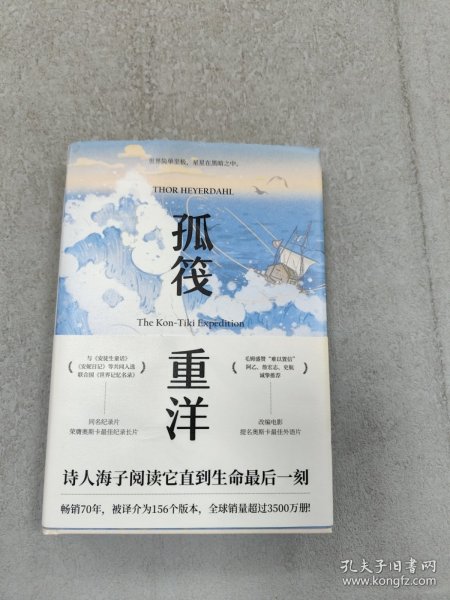 世界简单至极，星星在黑暗之中。
THOR HEYERDAHL
孤筏
The Kon-Tiki Expedition
重洋
与《安徒生童话》
《安妮日记》等共同入选
联合国《世界记忆名录》
同名纪录片
荣膺奥斯卡最佳纪录长片
毛姆盛赞“难以置信”
阿乙、詹宏志、史航
诚挚推荐
改编电影
提名奥斯卡最佳外语片
诗人海子阅读它直到生命最后一刻
畅销70年，被译介为156个版本，全球销量超过3500万册!
孔夫子旧书网
www.kongfz.com